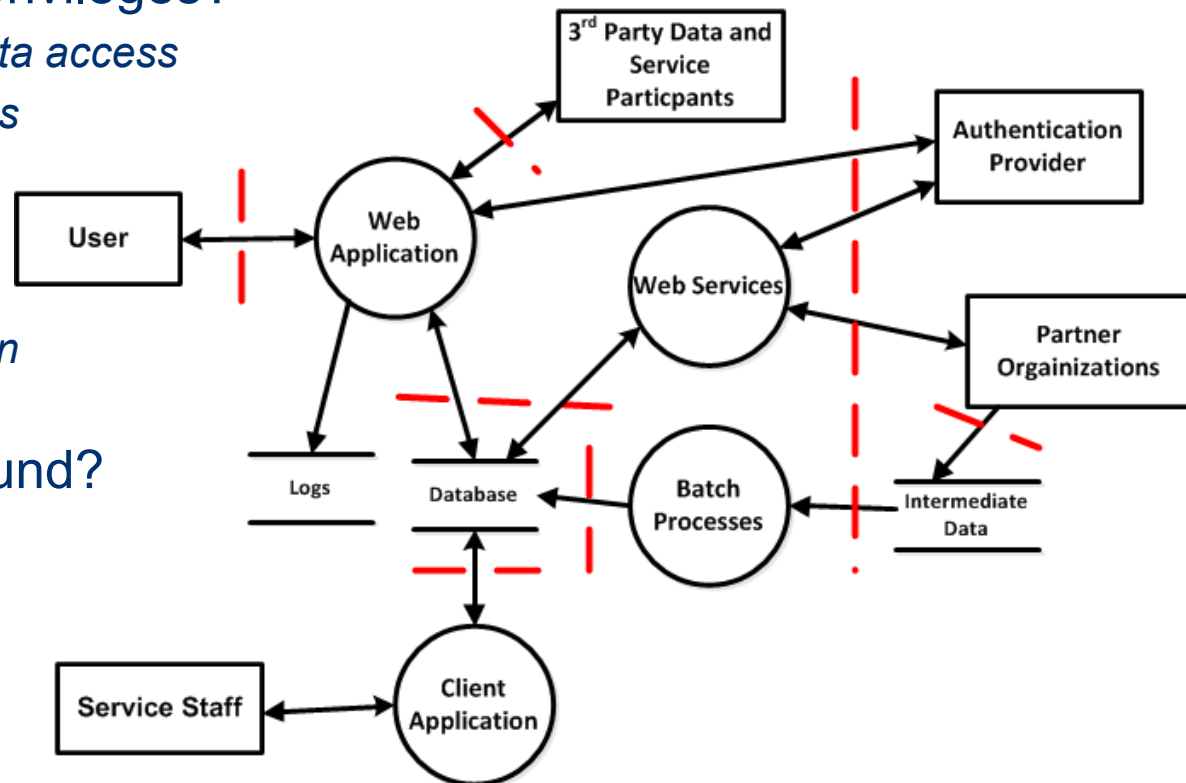 rivileges?
ta access
s
n
und?
3rd Party Data and
Service
Particpants
Authentication
Provider
User
Web
Application
Web Services
Partner
Orgainizations
Logs
Database
Batch
Processes
Intermediate
Data
Service Staff
Client
Application